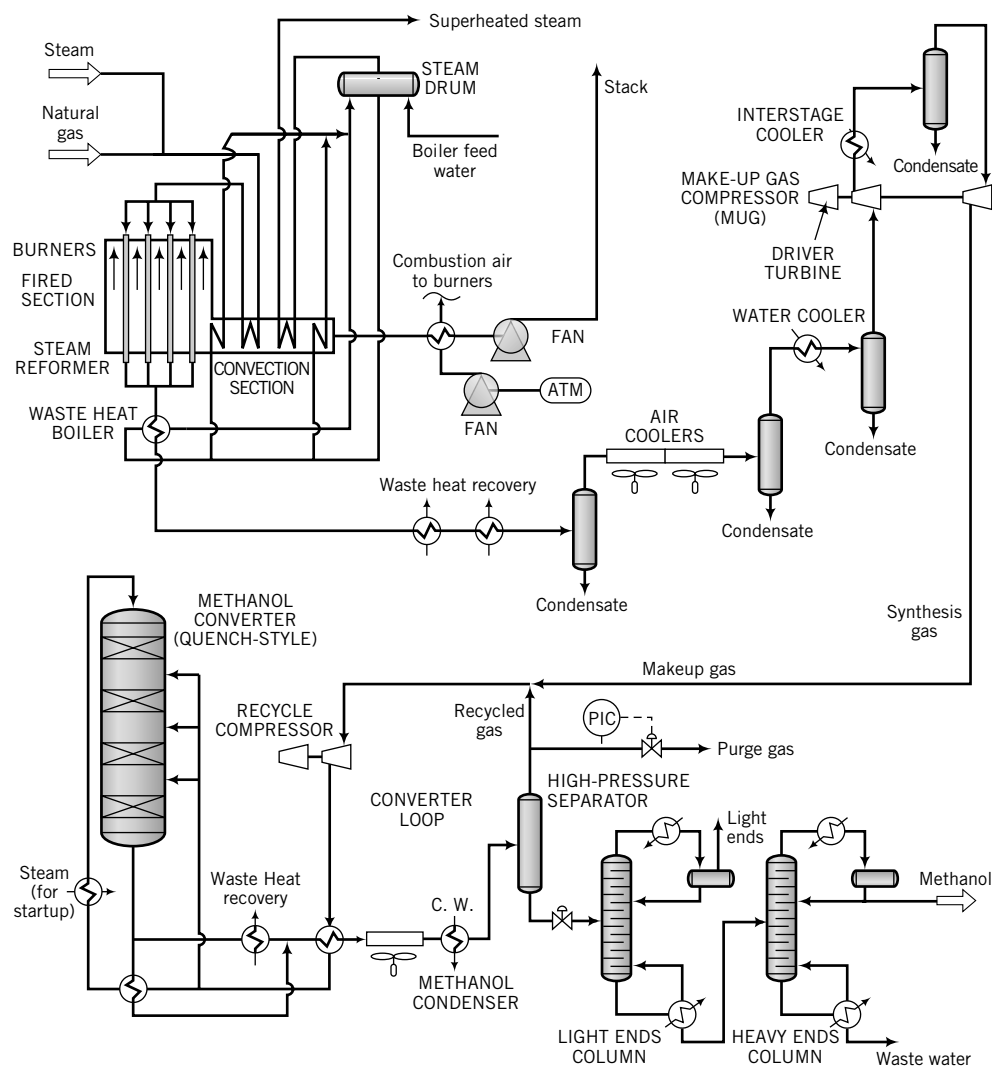 Superheated steam
Steam
STEAM
DRUM
Stack
Natural
gas
Boiler feed
water
INTERSTAGE
COOLER
Condensate
MAKE-UP GAS
COMPRESSOR
(MUG)
DRIVER
TURBINE
BURNERS
FIRED
SECTION
STEAM
REFORMER
CONVECTION
SECTION
Combustion air
to burners
FAN
ATM
FAN
WATER COOLER
Condensate
WASTE HEAT
BOILER
AIR
COOLERS
Condensate
Waste heat recovery
Condensate
METHANOL
CONVERTER
(QUENCH-STYLE)
Synthesis
gas
Makeup gas
Recycled
gas
PIC
Purge gas
RECYCLE
COMPRESSOR
CONVERTER
LOOP
HIGH-PRESSURE
SEPARATOR
Light
ends
Methanol
Steam
(for
startup)
Waste Heat
recovery
C. W.
METHANOL
CONDENSER
LIGHT ENDS
COLUMN
HEAVY ENDS
COLUMN
Waste water